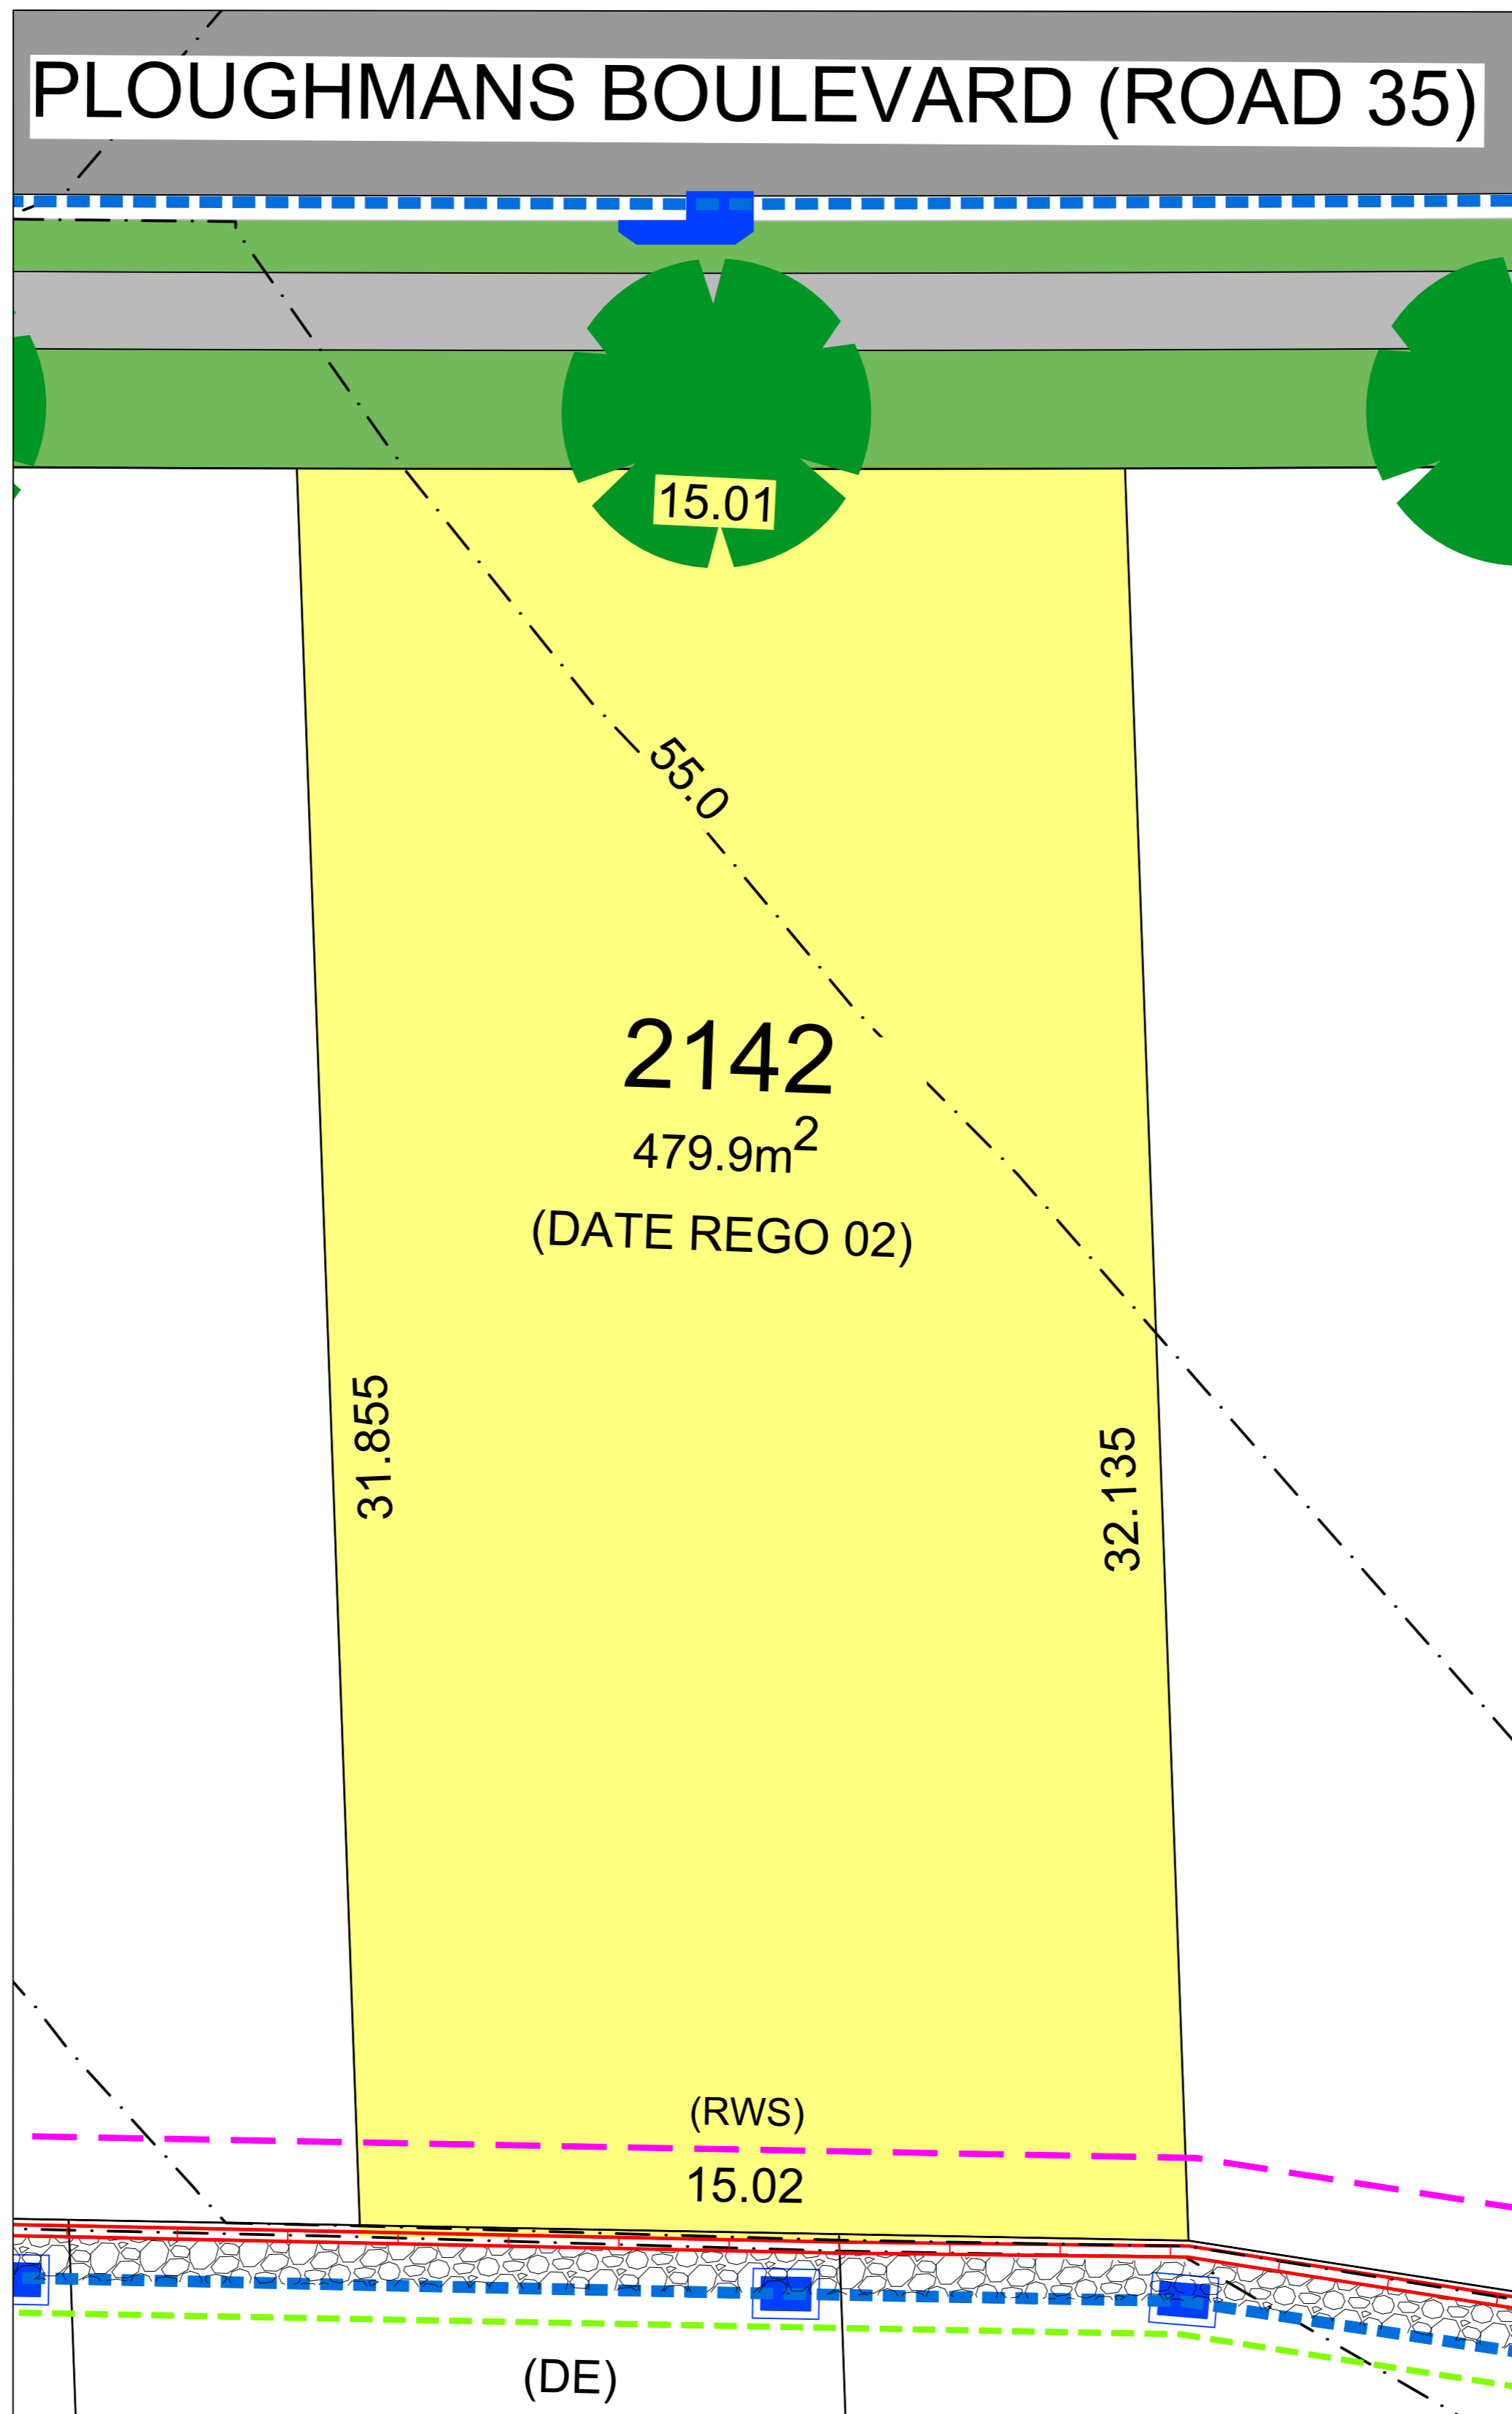 PLOUGHMANS BOULEVARD (ROAD 35)
15.01
55.0
2142
479.9m²
(DATE REGO 02)
31.855
32.135
(RWS)
15.02
(DE)